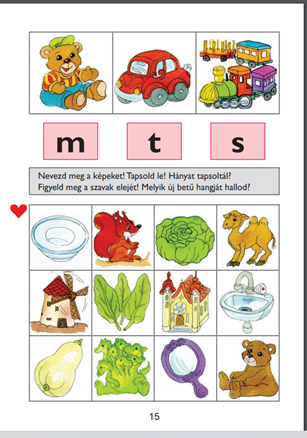 m t s
Nevezd meg a képeket! Tapsold le! Hányat tapsoltál?
Figyeld meg a szavak elejét! Melyik új betű hangját hallod?
15